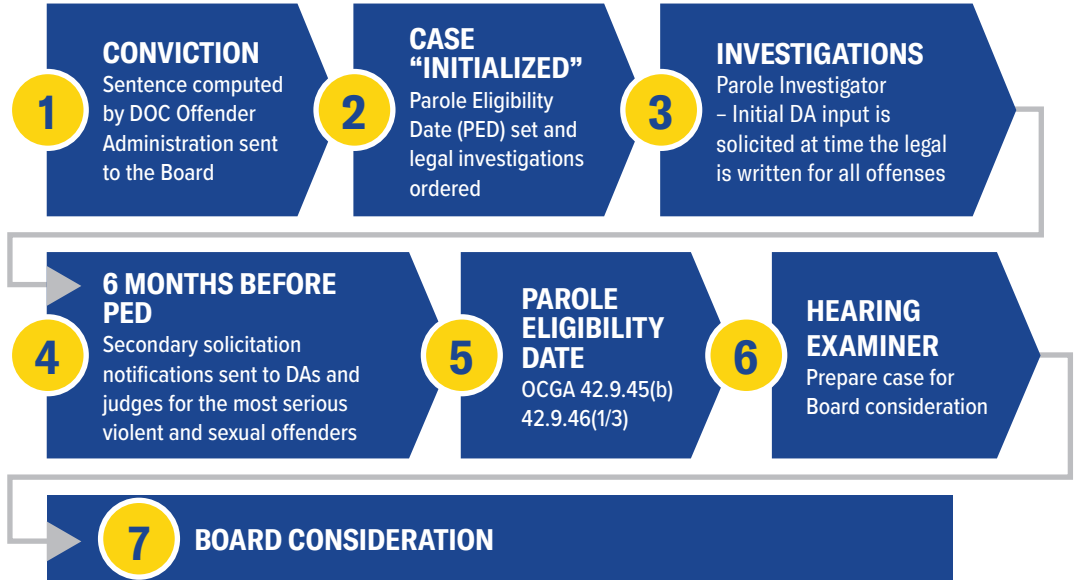 1
CONVICTION
Sentence computed
by DOC Offender
Administration sent
to the Board
2
CASE
“INITIALIZED”
Parole Eligibility
Date (PED) set and
legal investigations
ordered
3
INVESTIGATIONS
Parole Investigator
– Initial DA input is
solicited at time the legal
is written for all offenses
4
6 MONTHS BEFORE
PED
Secondary solicitation
notifications sent to DAs and
judges for the most serious
violent and sexual offenders
5
PAROLE
ELIGIBILITY
DATE
OCGA 42.9.45(b)
42.9.46(1/3)
6
HEARING
EXAMINER
Prepare case for
Board consideration
7
BOARD CONSIDERATION